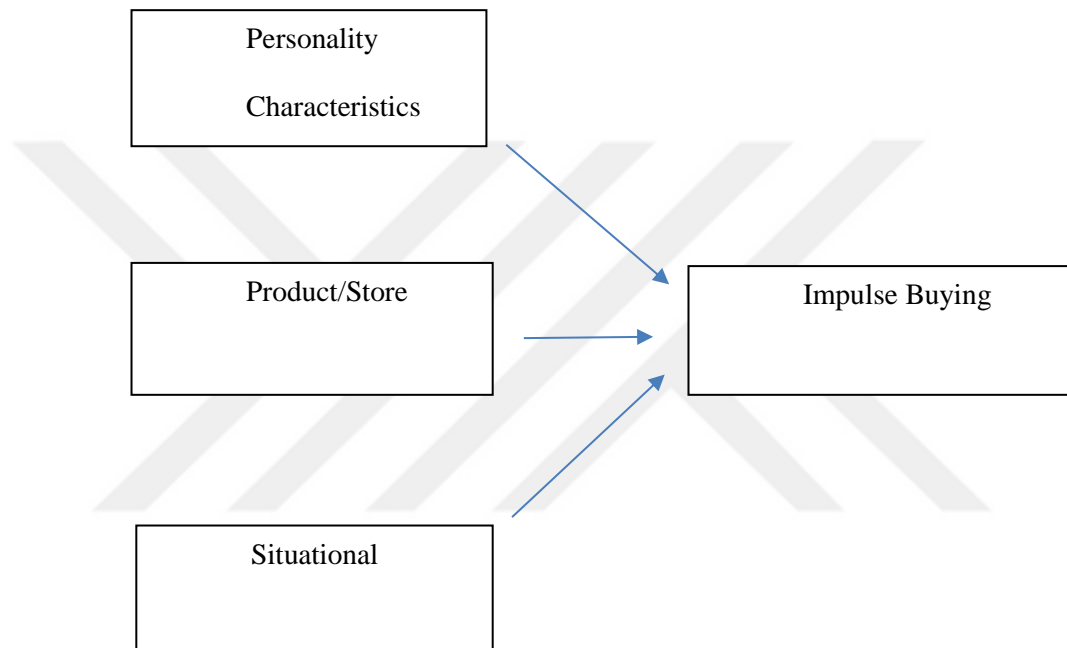 Personality
Characteristics
Product/Store
Impulse Buying
Situational